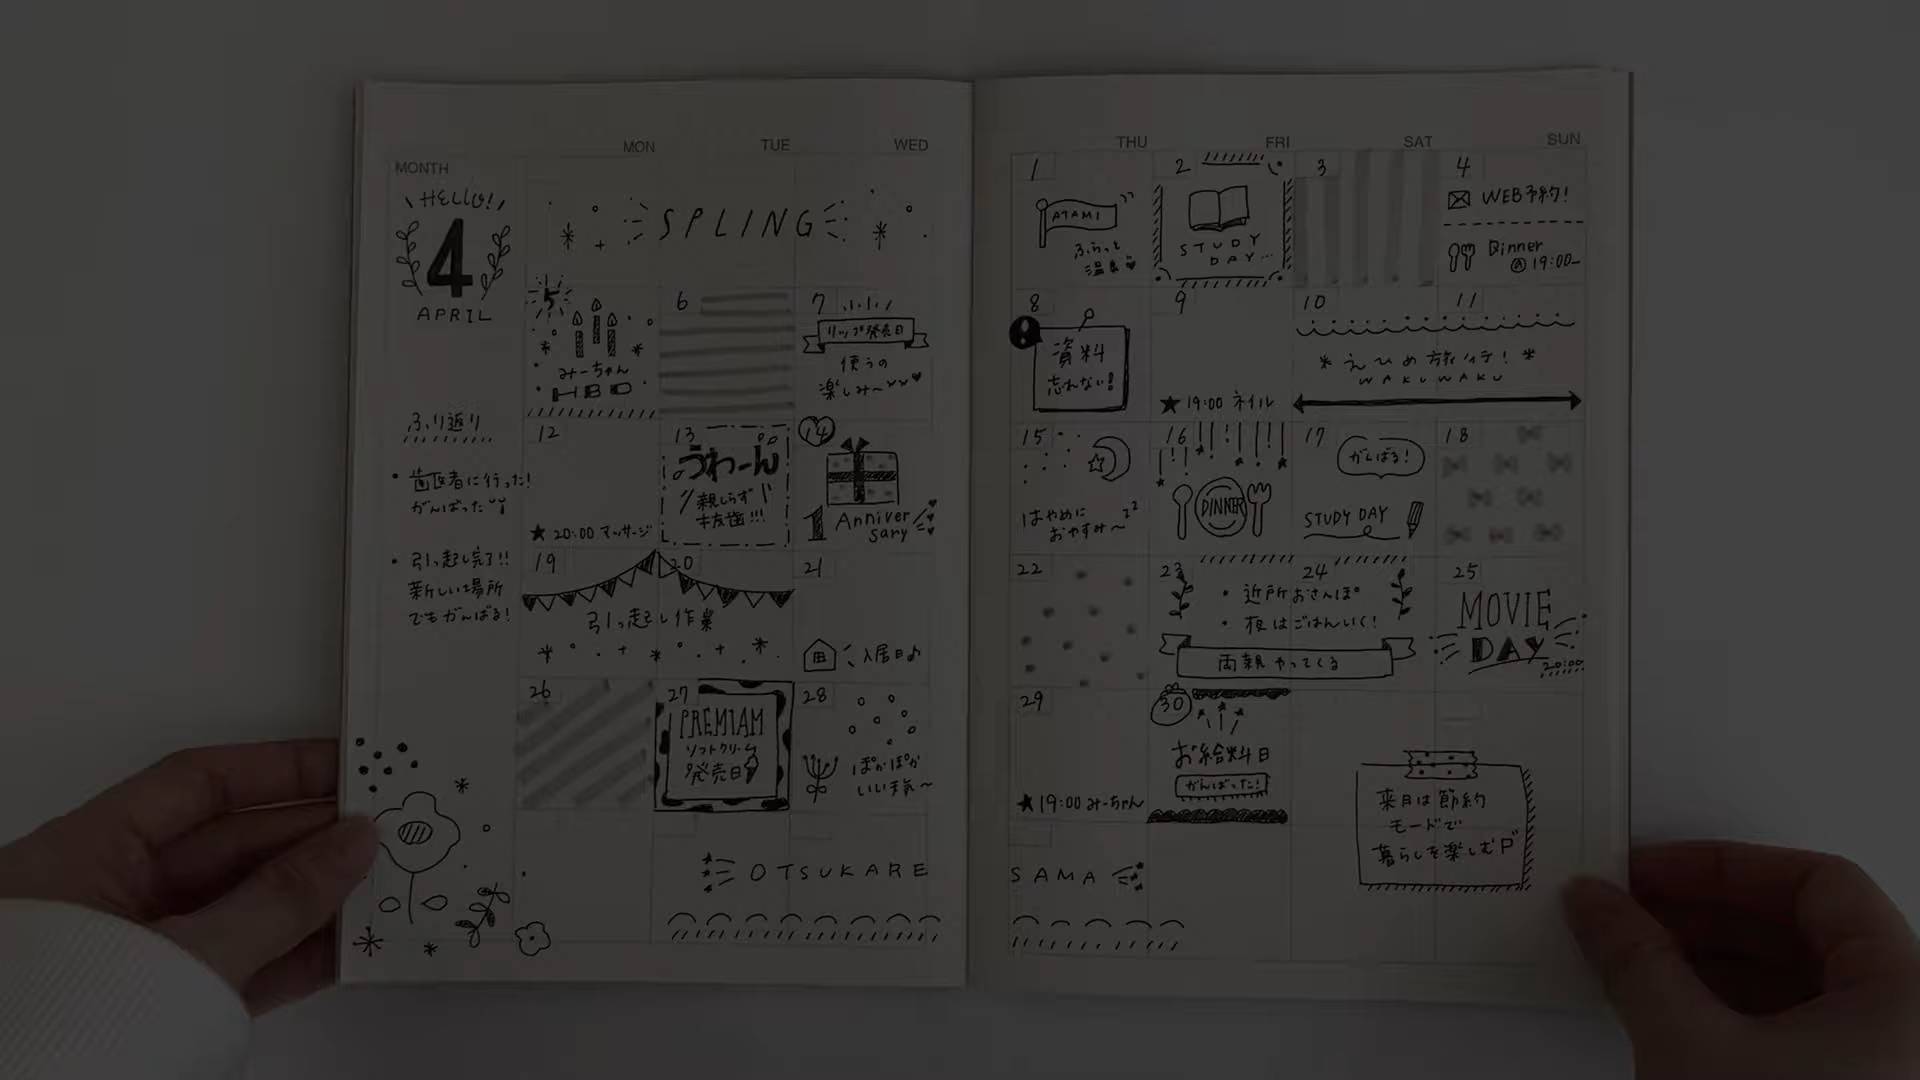 MONTH
MON
TUE
WED
THU
FRI
SAT
SUN
HELLO!
4
APRIL
SPLING
1
ATAMI
ふらっと
温泉
2
STUDY
DAY...
3
4
WEB予約!
Dinner
@19:00~
5
みーちゃん
HBD
6
7
リップ発売日
使うの
楽しみ〜
8
資料
忘れない!
9
★19:00 ネイル
10
11
えひめ旅行!
WAKUWAKU
ふり返り
・歯医者に行った!
がんばった
・引っ越し完了!!
新しい場所
でもがんばる!
12
★20:00 マッサージ
13
うわーん
親しらず
抜歯!!!
14
1 Anniver
sary
15
はやめに
おやすみ〜zz
16
DINNER
17
がんばる!
STUDY DAY
18
19
20
引っ越し作業
21
入居日♪
22
23
24
・近所おさんぽ
・夜はごはんいく!
両親やってくる
25
MOVIE
DAY
20:00
26
27
PREMIAM
ソフトクリーム
発売日
28
ぽかぽか
いい天気〜
29
★19:00 みーちゃん
30
お給料日
がんばった!
来月は節約
モードで
暮らしを楽しむP
OTSUKARE
SAMA